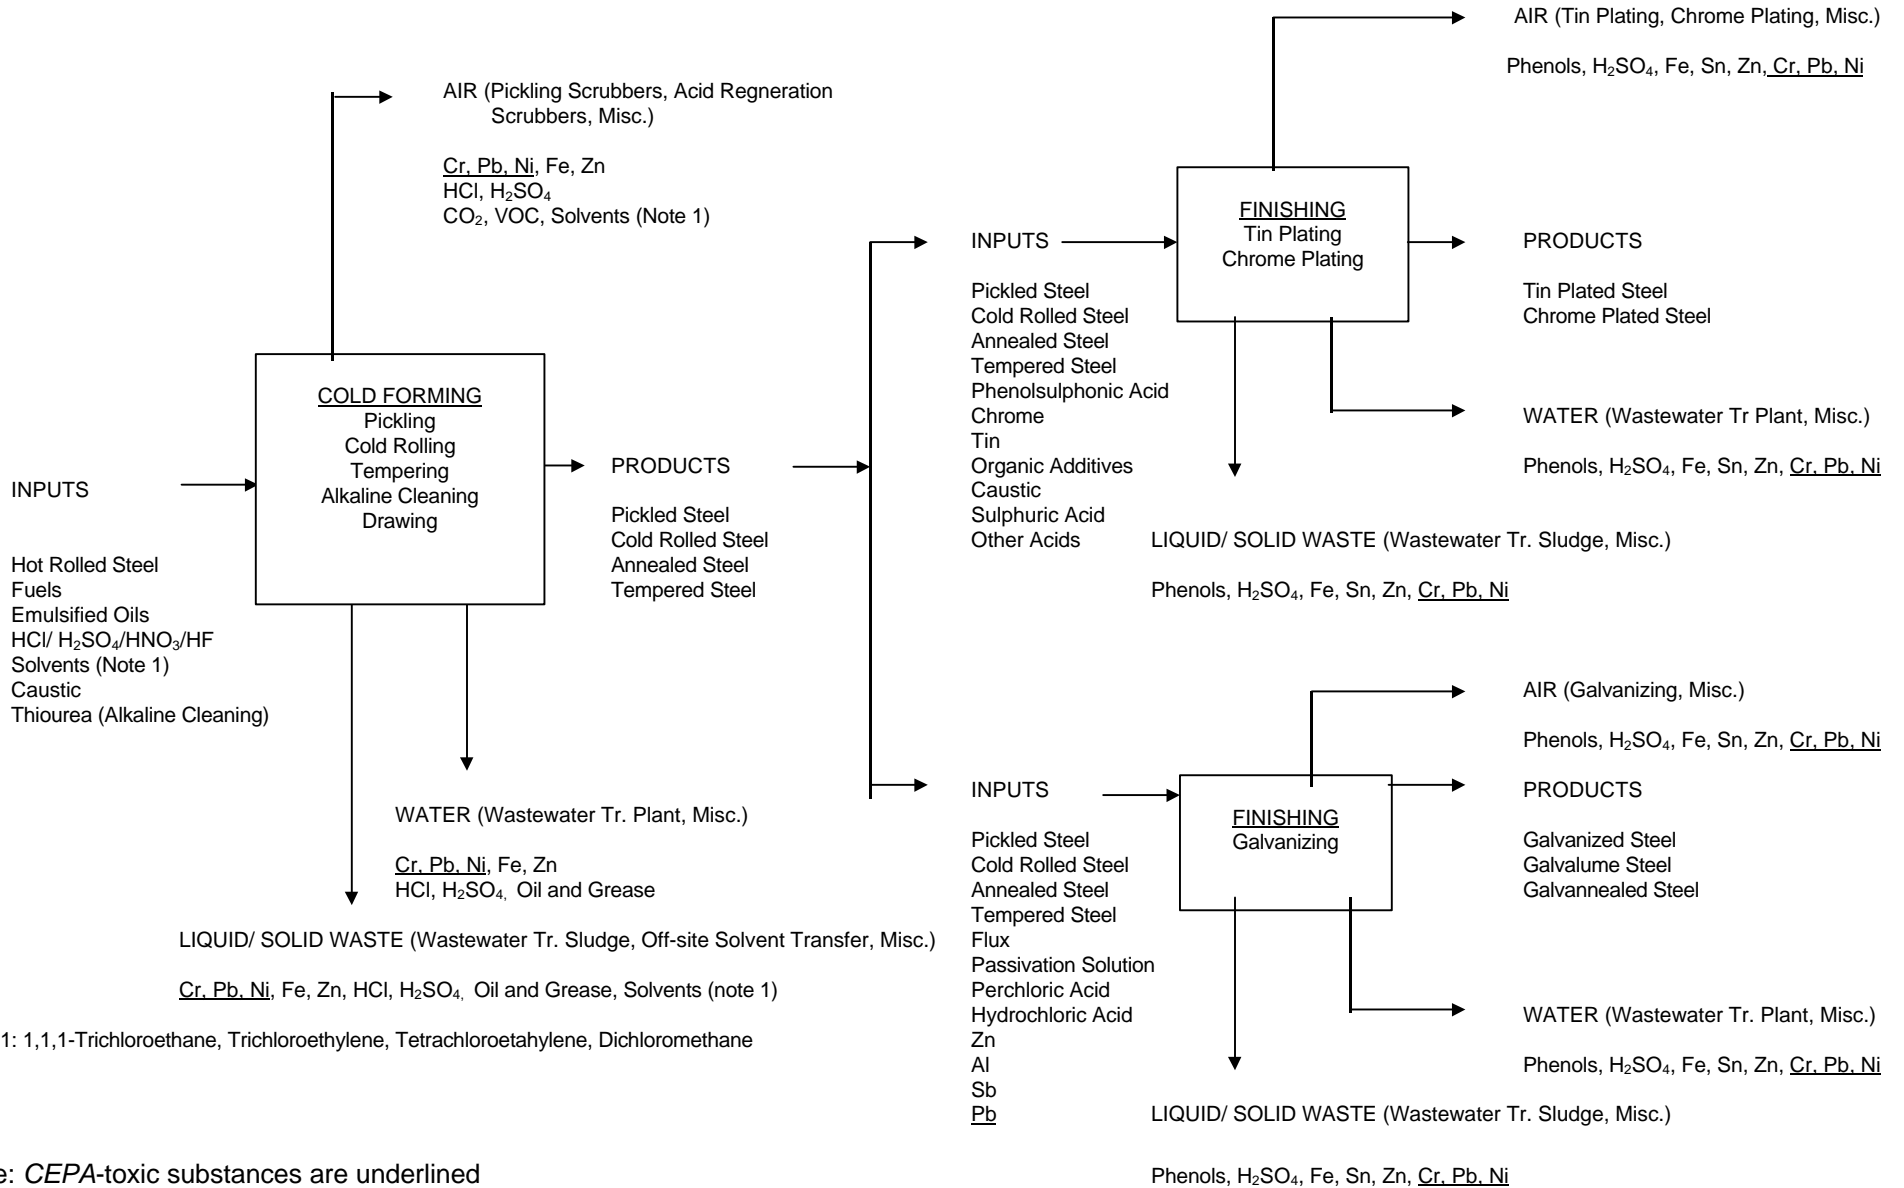 AIR (Tin Plating, Chrome Plating, Misc.)
Phenols, H₂SO₄, Fe, Sn, Zn, Cr, Pb, Ni
AIR (Pickling Scrubbers, Acid Regneration
Scrubbers, Misc.)
Cr, Pb, Ni, Fe, Zn
HCl, H₂SO₄
CO₂, VOC, Solvents (Note 1)
COLD FORMING
Pickling
Cold Rolling
Tempering
Alkaline Cleaning
Drawing
INPUTS
Hot Rolled Steel
Fuels
Emulsified Oils
HCl/ H₂SO₄/HNO₃/HF
Solvents (Note 1)
Caustic
Thiourea (Alkaline Cleaning)
PRODUCTS
Pickled Steel
Cold Rolled Steel
Annealed Steel
Tempered Steel
WATER (Wastewater Tr. Plant, Misc.)
Cr, Pb, Ni, Fe, Zn
HCl, H₂SO₄, Oil and Grease
LIQUID/ SOLID WASTE (Wastewater Tr. Sludge, Off-site Solvent Transfer, Misc.)
Cr, Pb, Ni, Fe, Zn, HCl, H₂SO₄, Oil and Grease, Solvents (note 1)
1: 1,1,1-Trichloroethane, Trichloroethylene, Tetrachloroetahylene, Dichloromethane
INPUTS
Pickled Steel
Cold Rolled Steel
Annealed Steel
Tempered Steel
Phenolsulphonic Acid
Chrome
Tin
Organic Additives
Caustic
Sulphuric Acid
Other Acids
FINISHING
Tin Plating
Chrome Plating
PRODUCTS
Tin Plated Steel
Chrome Plated Steel
WATER (Wastewater Tr Plant, Misc.)
Phenols, H₂SO₄, Fe, Sn, Zn, Cr, Pb, Ni
LIQUID/ SOLID WASTE (Wastewater Tr. Sludge, Misc.)
Phenols, H₂SO₄, Fe, Sn, Zn, Cr, Pb, Ni
AIR (Galvanizing, Misc.)
Phenols, H₂SO₄, Fe, Sn, Zn, Cr, Pb, Ni
INPUTS
Pickled Steel
Cold Rolled Steel
Annealed Steel
Tempered Steel
Flux
Passivation Solution
Perchloric Acid
Hydrochloric Acid
Zn
Al
Sb
Pb
FINISHING
Galvanizing
PRODUCTS
Galvanized Steel
Galvalume Steel
Galvannealed Steel
WATER (Wastewater Tr. Plant, Misc.)
Phenols, H₂SO₄, Fe, Sn, Zn, Cr, Pb, Ni
LIQUID/ SOLID WASTE (Wastewater Tr. Sludge, Misc.)
Phenols, H₂SO₄, Fe, Sn, Zn, Cr, Pb, Ni
e: CEPA-toxic substances are underlined